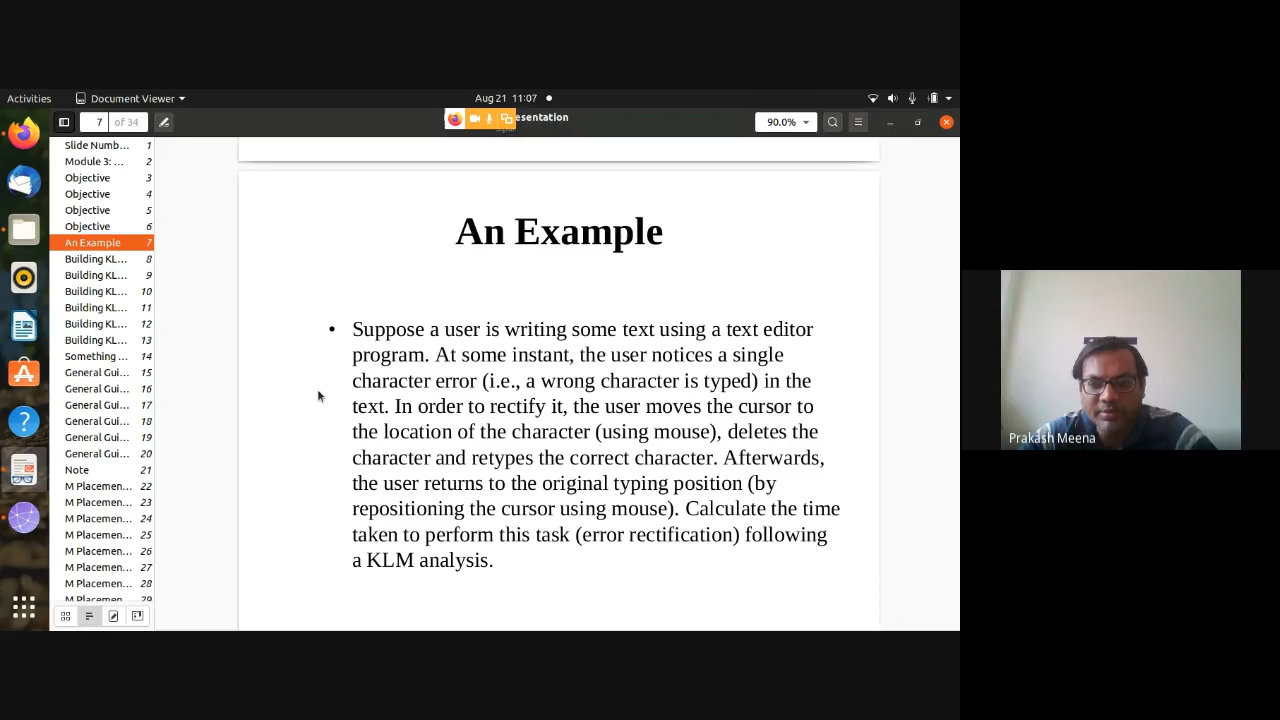 Activities
Document Viewer
Aug 21 11:07
7 of 34
esentation
90.0%
Slide Numb... 1
Module 3: ... 2
Objective 3
Objective 4
Objective 5
Objective 6
An Example 7
Building KL... 8
Building KL... 9
Building KL... 10
Building KL... 11
Building KL... 12
Building KL... 13
Something ... 14
General Gui... 15
General Gui... 16
General Gui... 17
General Gui... 18
General Gui... 19
General Gui... 20
Note 21
M Placemen... 22
M Placemen... 23
M Placemen... 24
M Placemen... 25
M Placemen... 26
M Placemen... 27
M Placemen... 28
M Placemen... 29
An Example
• Suppose a user is writing some text using a text editor
program. At some instant, the user notices a single
character error (i.e., a wrong character is typed) in the
text. In order to rectify it, the user moves the cursor to
the location of the character (using mouse), deletes the
character and retypes the correct character. Afterwards,
the user returns to the original typing position (by
repositioning the cursor using mouse). Calculate the time
taken to perform this task (error rectification) following
a KLM analysis.
Prakash Meena